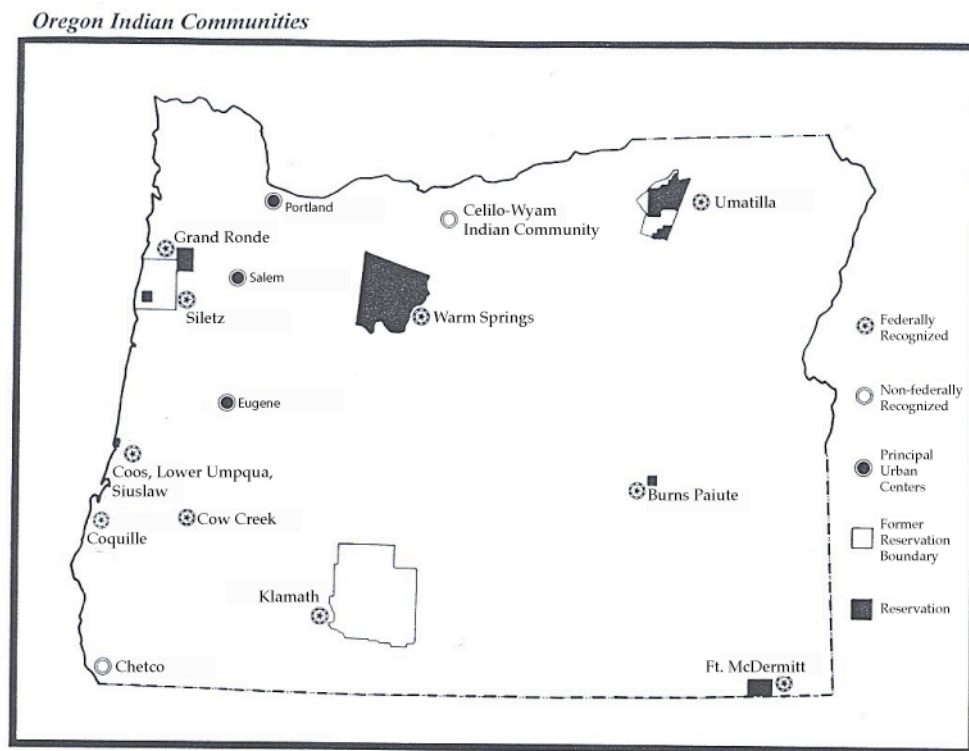 Oregon Indian Communities
Portland
Celilo-Wyam
Indian Community
Umatilla
Grand Ronde
Salem
Siletz
Warm Springs
Federally
Recognized
Eugene
Non-federally
Recognized
Coos, Lower Umpqua,
Siuslaw
Principal
Urban
Centers
Burns Paiute
Coquille
Cow Creek
Former
Reservation
Boundary
Klamath
Reservation
Chetco
Ft. McDermitt